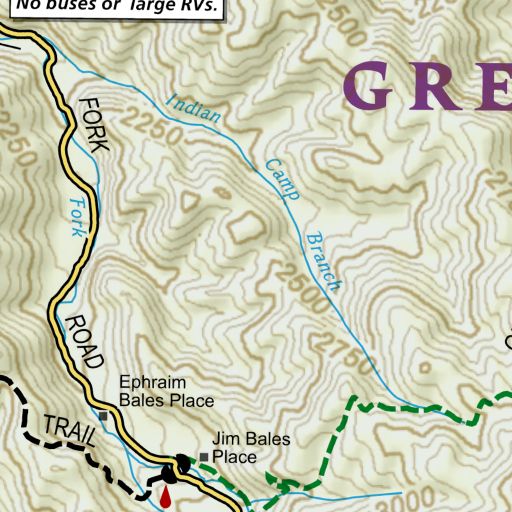 No buses or large RVs.
2500
GRE
Indian
2250
FORK
2250
Camp
Fork
Branch
2500
ROAD
2750
Ephraim
Bales Place
TRAIL
Jim Bales
Place
3000